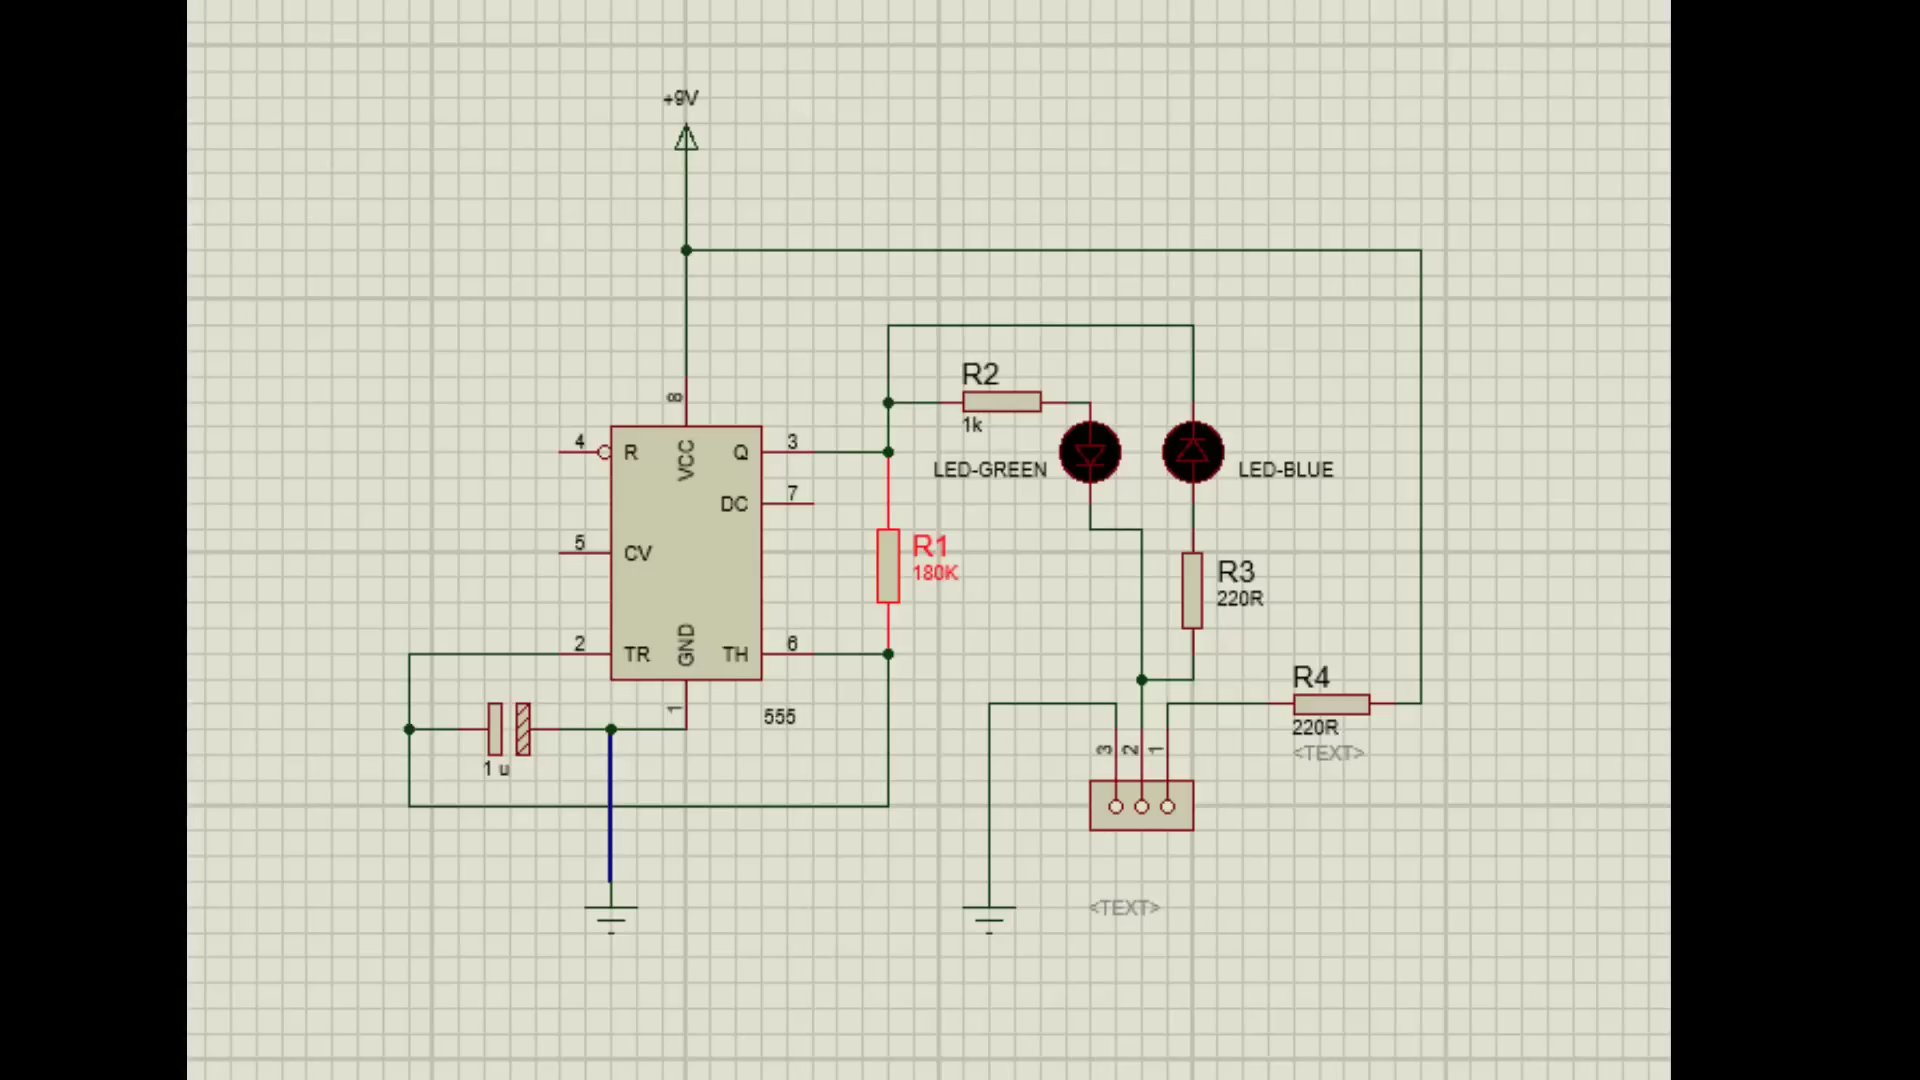 +9V
8
R2
1k
4
R
VCC
Q
3
LED-GREEN
LED-BLUE
7
DC
R1
180K
5
CV
R3
220R
2
TR
GND
TH
6
R4
220R
<TEXT>
1
555
3
2
1
1 u
<TEXT>